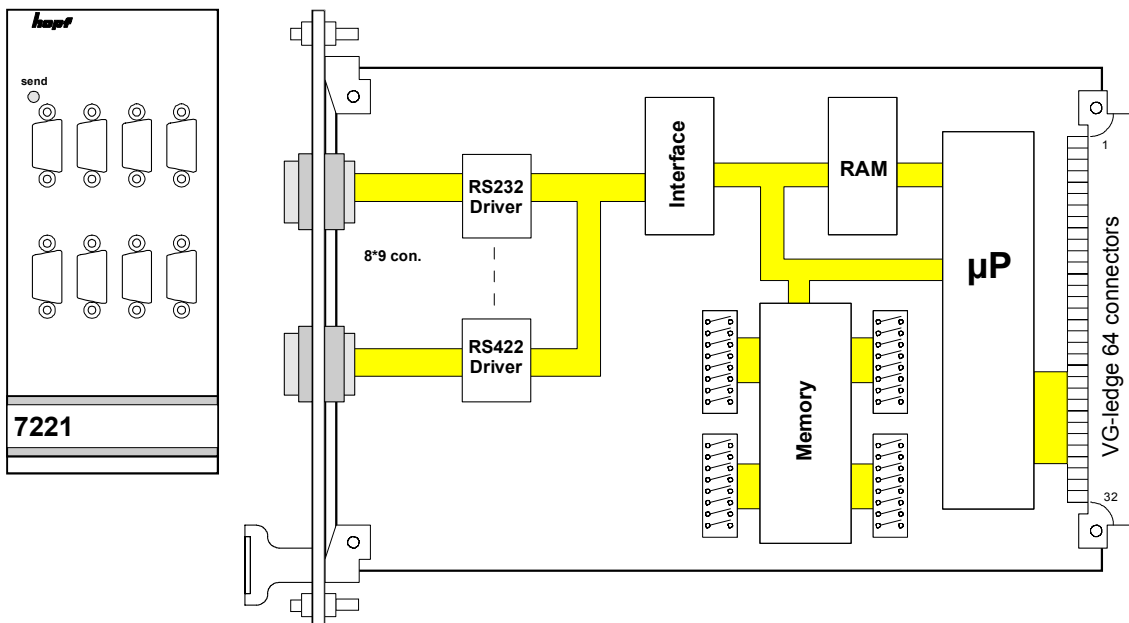 hopf
send
7221
8*9 con.
RS232
Driver
RS422
Driver
Interface
RAM
Memory
µP
1
VG-ledge 64 connectors
32